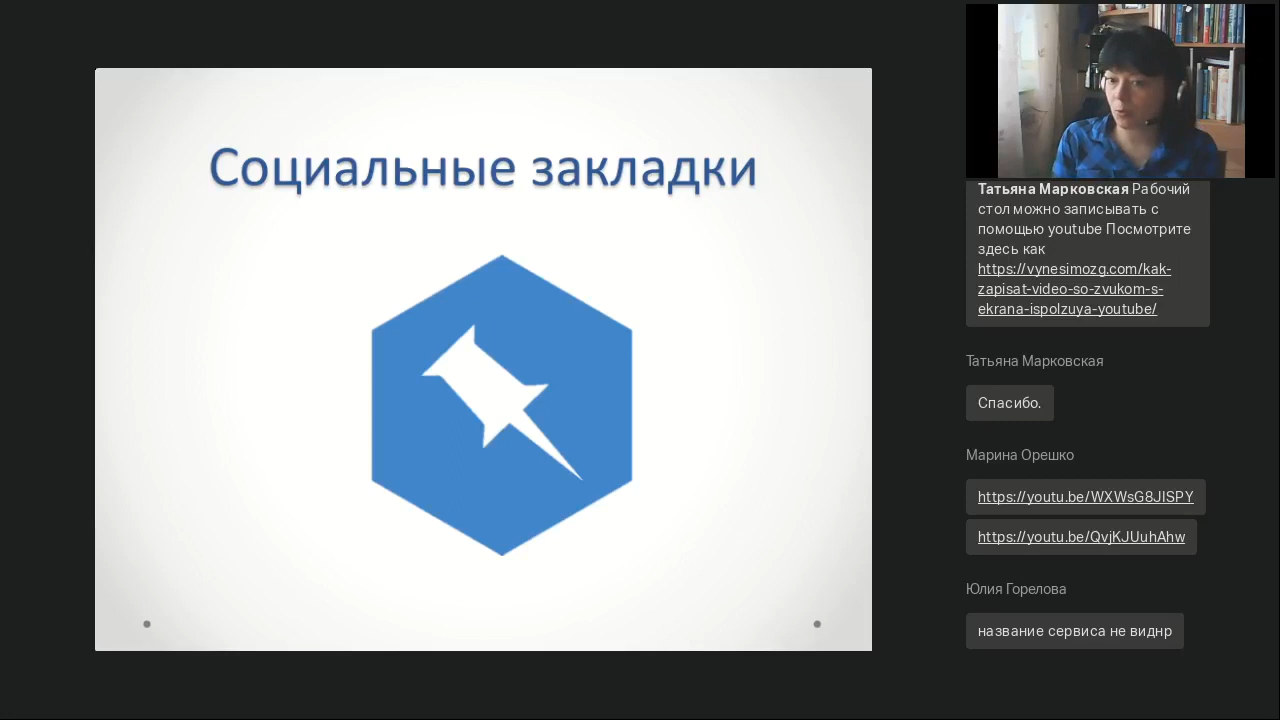 Социальные закладки
Татьяна Марковская Рабочий
стол можно записывать с
помощью youtube Посмотрите
здесь как
https://vynesimozg.com/kak-
zapisat-video-so-zvukom-s-
ekrana-ispolzuya-youtube/
Татьяна Марковская
Спасибо.
Марина Орешко
https://youtu.be/WXWsG8JISPY
https://youtu.be/QvjKJUuhAhw
Юлия Горелова
название сервиса не виднр